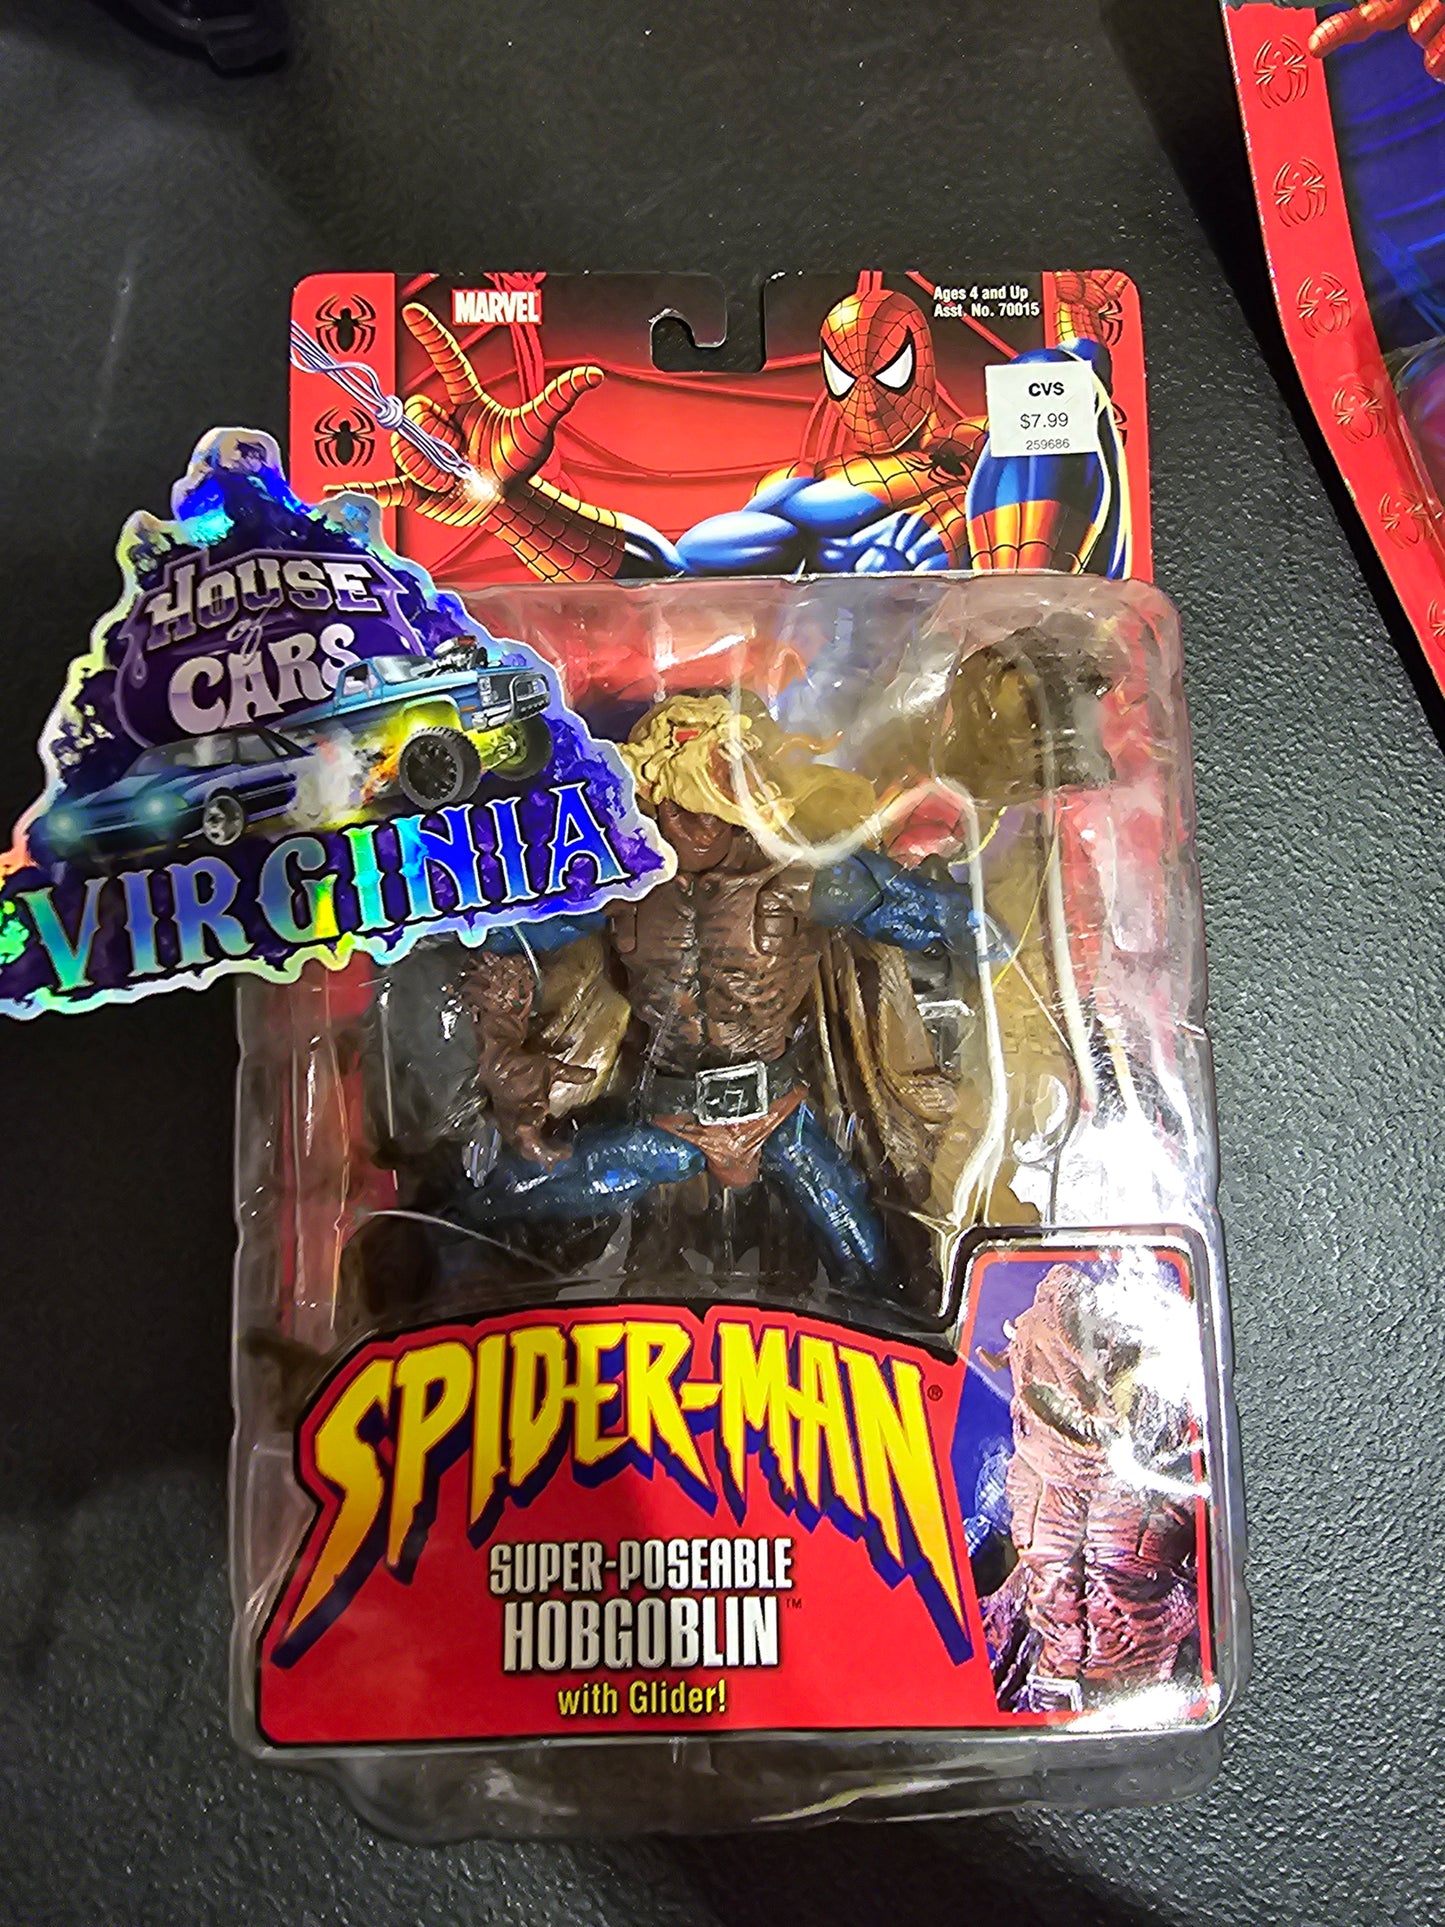 MARVEL
Ages 4 and Up
Asst. No. 70015
CVS
$7.99
259686
HOUSE
of
CARS
VIRGINIA
SPIDER-MAN®
SUPER-POSEABLE
HOBGOBLIN™
with Glider!